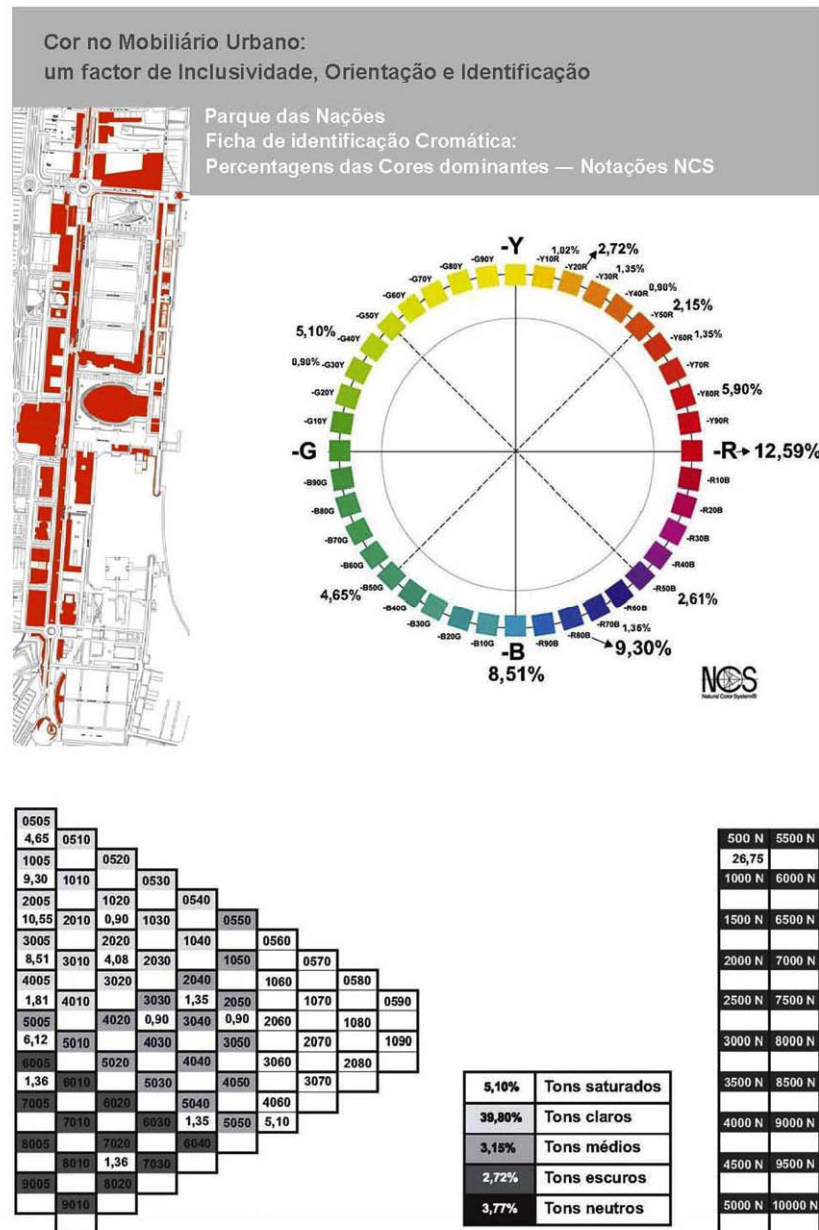 Cor no Mobiliário Urbano:
um factor de Inclusividade, Orientação e Identificação
Parque das Nações
Ficha de identificação Cromática:
Percentagens das Cores dominantes — Notações NCS
-Y
-Y10R 1,02%
-Y20R 2,72%
-Y30R 1,35%
-Y40R 0,90%
-Y50R 2,15%
-Y60R 1,35%
-Y70R
-Y80R 5,90%
-Y90R
-R 12,59%
-R10B
-R20B
-R30B
-R40B
-R50B 2,61%
-R60B
-R70B 1,36%
-R80B 9,30%
-R90B
-B
8,51%
-B10G
-B20G
-B30G
-B40G
-B50G 4,65%
-B60G
-B70G
-B80G
-B90G
-G
-G10Y
-G20Y
-G30Y 0,90%
-G40Y 5,10%
-G50Y
-G60Y
-G70Y
-G80Y
-G90Y
NCS
Natural Color System®
0505
4,65 0510
1005 0520
9,30 1010 0530
2005 1020 0540
10,55 2010 0,90 1030 0550
3005 2020 1040 0560
8,51 3010 4,08 2030 1050 0570
4005 3020 2040 1060 0580
1,81 4010 3030 1,35 2050 1070 0590
5005 4020 0,90 3040 0,90 2060 1080
6,12 5010 4030 3050 2070 1090
6005 5020 4040 3060 2080
1,36 6010 5030 4050 3070
7005 6020 5040 4060
7010 6030 1,35 5050 5,10
8005 7020 6040
8010 1,36 7030
9005 8020
9010
5,10% Tons saturados
39,80% Tons claros
3,15% Tons médios
2,72% Tons escuros
3,77% Tons neutros
500 N 5500 N
26,75
1000 N 6000 N
1500 N 6500 N
2000 N 7000 N
2500 N 7500 N
3000 N 8000 N
3500 N 8500 N
4000 N 9000 N
4500 N 9500 N
5000 N 10000 N